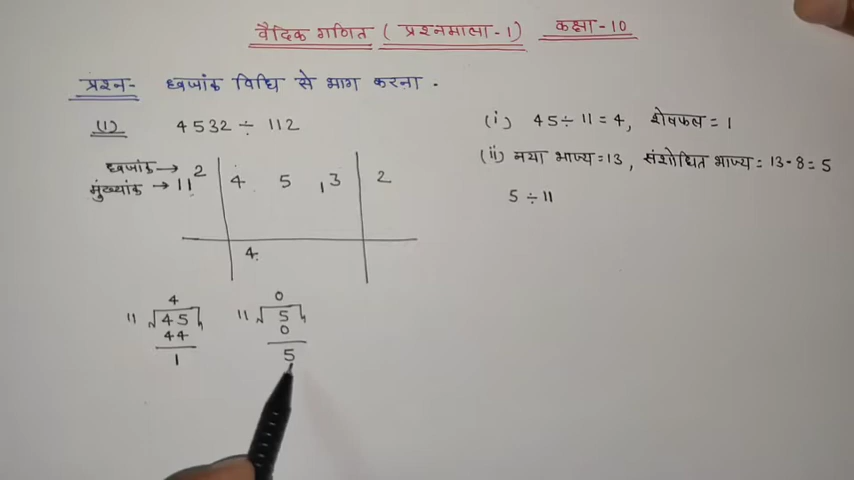 वैदिक गणित ( प्रश्नमाला - 1 ) कक्षा - 10
प्रश्न- ध्वजांक विधि से भाग करना .
(1) 4532 ÷ 112
ध्वजांक → 2
मुख्यांक → 11
4 5 1 3 2
4.
4
11 45
44
1
0
11 5
0
5
(i) 45 ÷ 11 = 4, शेषफल = 1
(ii) नया भाज्य = 13, संशोधित भाज्य = 13 - 8 = 5
5 ÷ 11